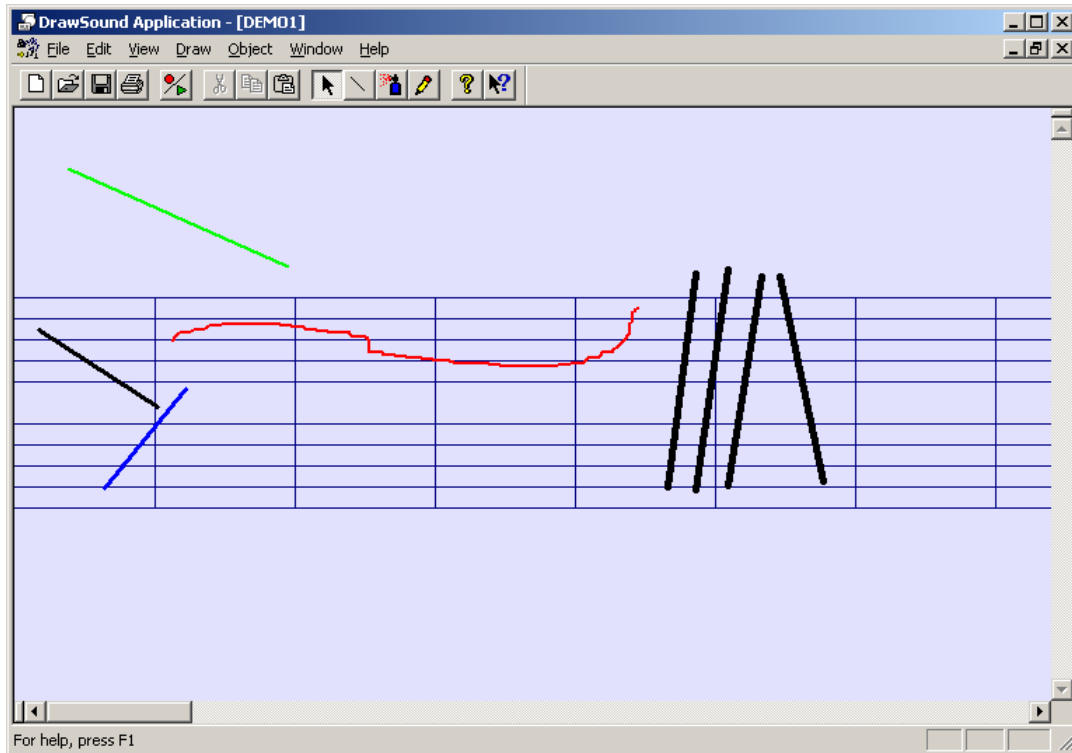 DrawSound Application - [DEMO1]
File Edit View Draw Object Window Help
For help, press F1